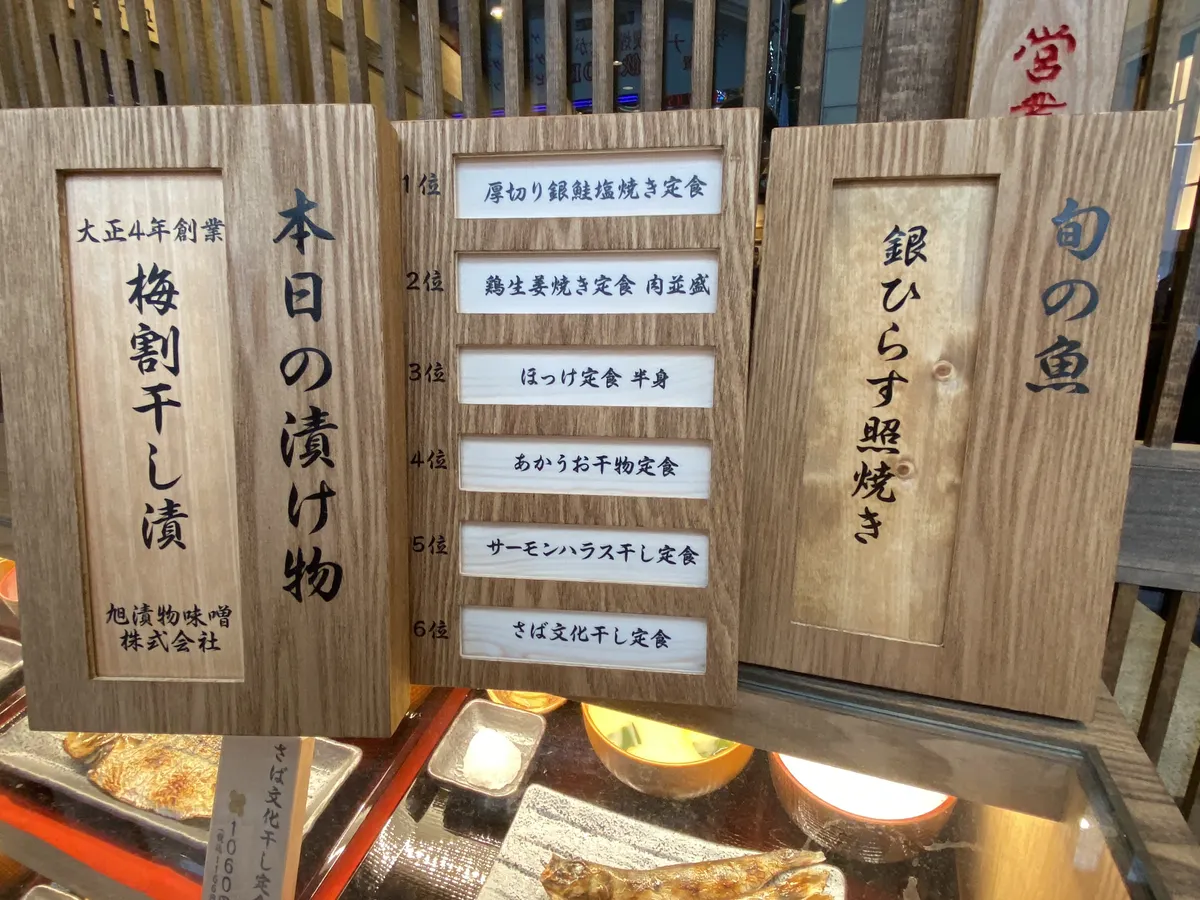 本日の漬け物
大正4年創業
梅割干し漬
旭漬物味噌
株式会社
1位 厚切り銀鮭塩焼き定食
2位 鶏生姜焼き定食 肉並盛
3位 ほっけ定食 半身
4位 あかうお干物定食
5位 サーモンハラス干し定食
6位 さば文化干し定食
旬の魚
銀ひらす照焼き
営業
さば文化干し定食
1060